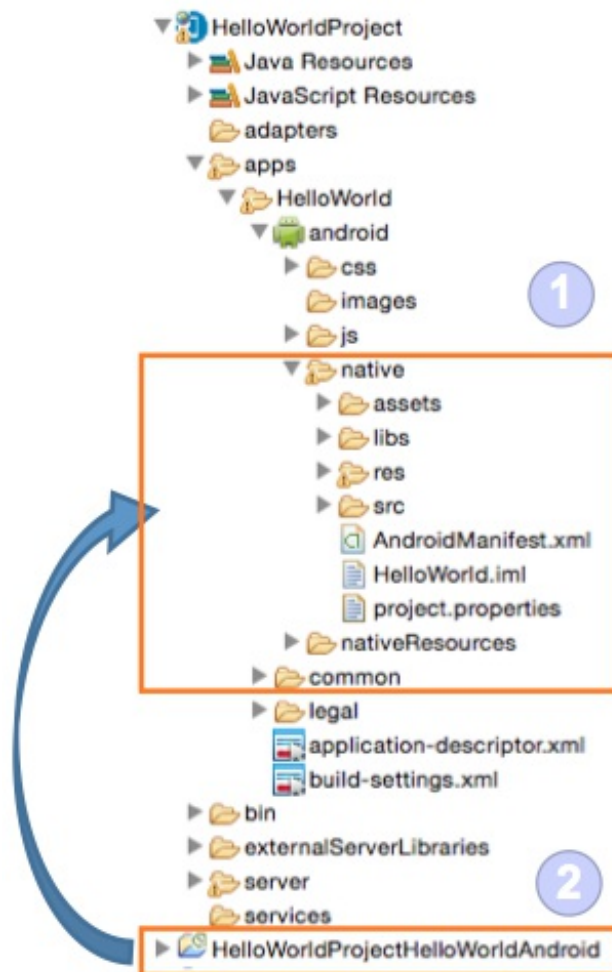 HelloWorldProject
Java Resources
JavaScript Resources
adapters
apps
HelloWorld
android
css
images
1
js
native
assets
libs
res
src
AndroidManifest.xml
HelloWorld.iml
project.properties
nativeResources
common
legal
application-descriptor.xml
build-settings.xml
bin
externalServerLibraries
server
2
services
HelloWorldProjectHelloWorldAndroid